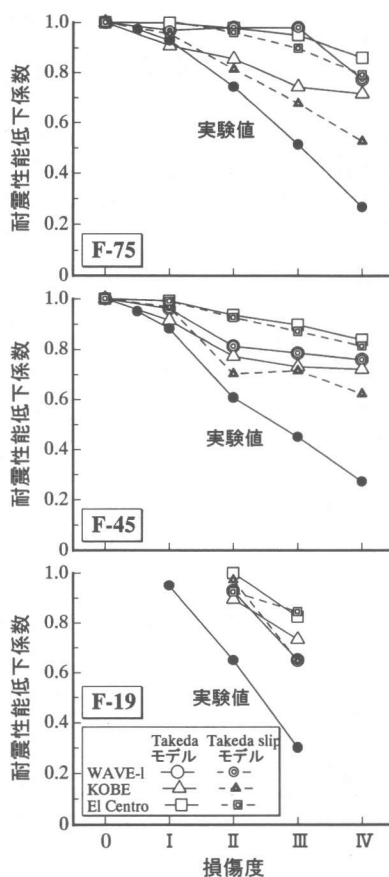 耐震性能低下係数
1.0
0.8
0.6
0.4
0.2
0
実験値
F-75
耐震性能低下係数
1.0
0.8
0.6
0.4
0.2
0
実験値
F-45
耐震性能低下係数
1.0
0.8
0.6
0.4
0.2
0
実験値
F-19
Takeda Takeda slip
モデル モデル
WAVE-1
KOBE
El Centro
0 I II III IV
損傷度